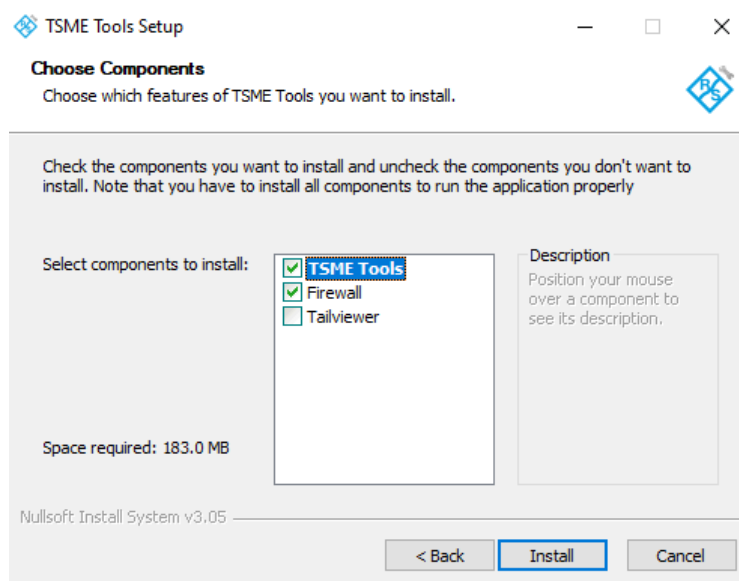 TSME Tools Setup
Choose Components
Choose which features of TSME Tools you want to install.
R
S
Check the components you want to install and uncheck the components you don't want to
install. Note that you have to install all components to run the application properly
Select components to install:
TSME Tools
Firewall
Tailviewer
Description
Position your mouse
over a component to
see its description.
Space required: 183.0 MB
Nullsoft Install System v3.05
< Back
Install
Cancel